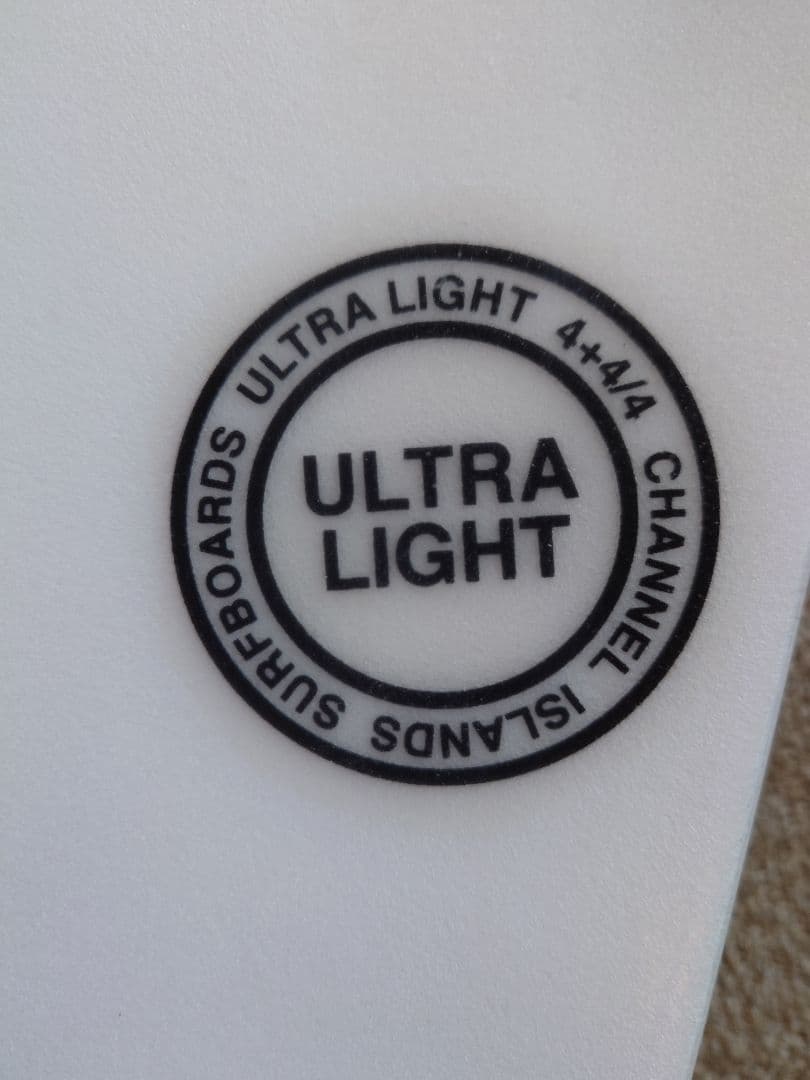 ULTRA LIGHT 4+4/4 CHANNEL ISLANDS SURFBOARDS
ULTRA
LIGHT